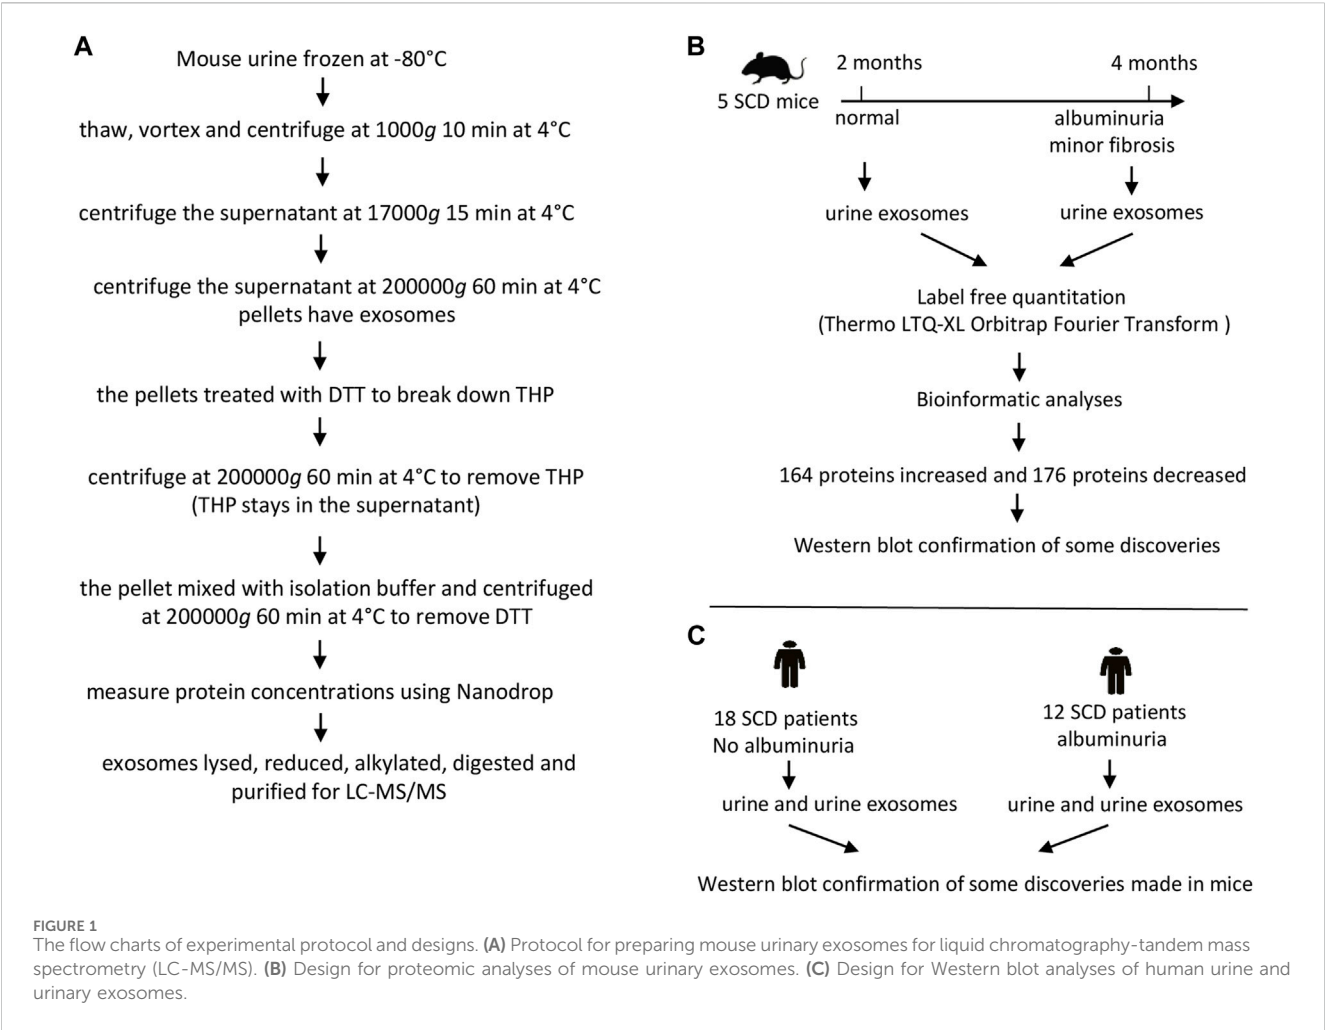 A
Mouse urine frozen at -80°C
thaw, vortex and centrifuge at 1000g 10 min at 4°C
centrifuge the supernatant at 17000g 15 min at 4°C
centrifuge the supernatant at 200000g 60 min at 4°C
pellets have exosomes
the pellets treated with DTT to break down THP
centrifuge at 200000g 60 min at 4°C to remove THP
(THP stays in the supernatant)
the pellet mixed with isolation buffer and centrifuged
at 200000g 60 min at 4°C to remove DTT
measure protein concentrations using Nanodrop
exosomes lysed, reduced, alkylated, digested and
purified for LC-MS/MS
B
2 months
4 months
5 SCD mice
normal
albuminuria
minor fibrosis
urine exosomes
urine exosomes
Label free quantitation
(Thermo LTQ-XL Orbitrap Fourier Transform )
Bioinformatic analyses
164 proteins increased and 176 proteins decreased
Western blot confirmation of some discoveries
C
18 SCD patients
No albuminuria
12 SCD patients
albuminuria
urine and urine exosomes
urine and urine exosomes
Western blot confirmation of some discoveries made in mice
FIGURE 1
The flow charts of experimental protocol and designs. (A) Protocol for preparing mouse urinary exosomes for liquid chromatography-tandem mass
spectrometry (LC-MS/MS). (B) Design for proteomic analyses of mouse urinary exosomes. (C) Design for Western blot analyses of human urine and
urinary exosomes.